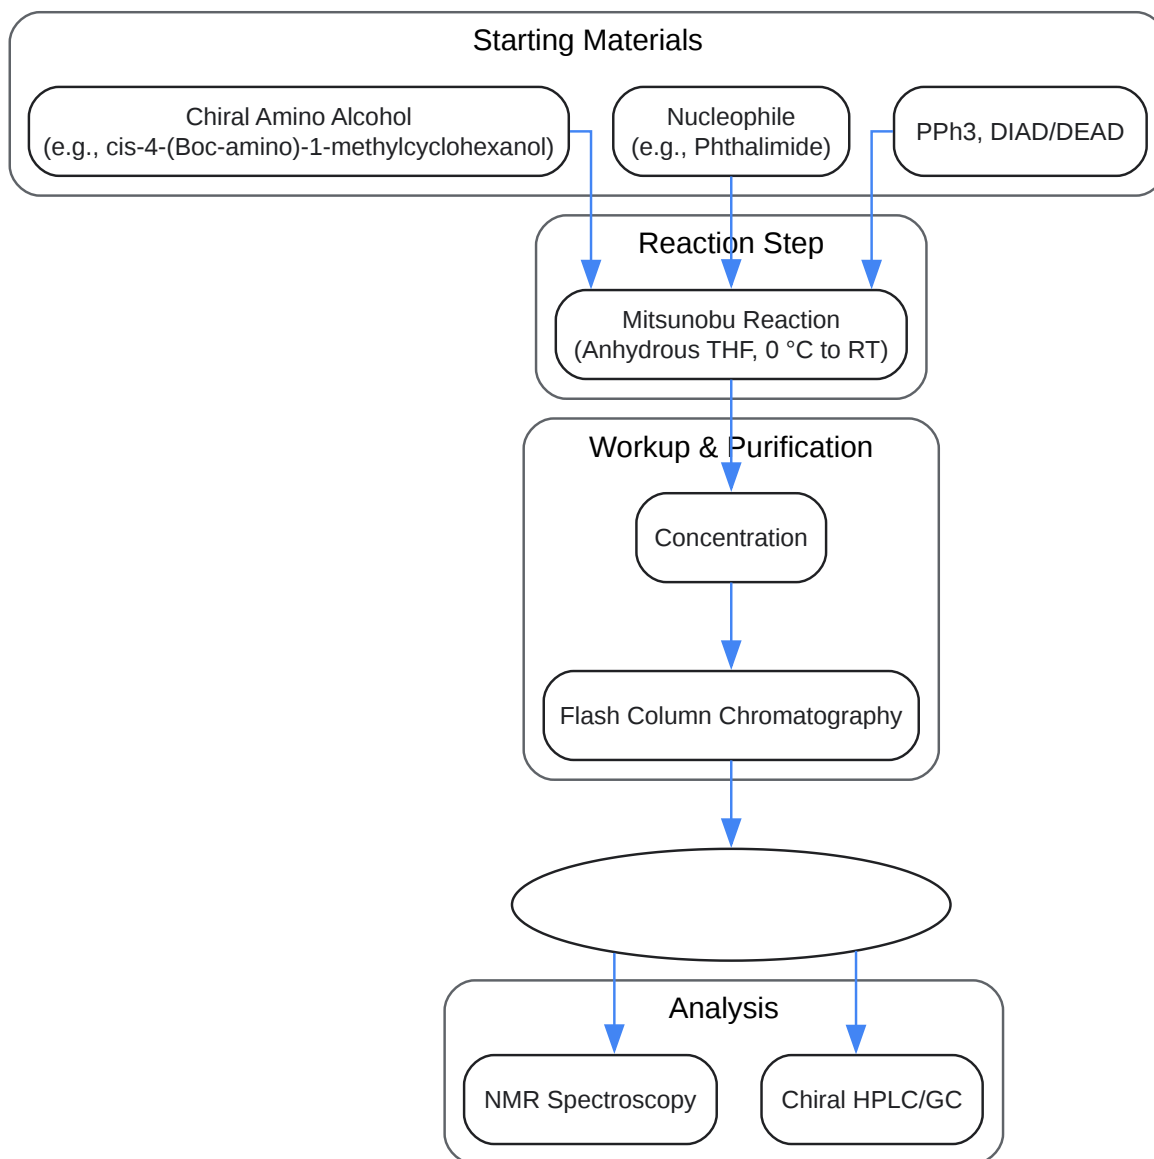 Starting Materials
Chiral Amino Alcohol
(e.g., cis-4-(Boc-amino)-1-methylcyclohexanol)
Nucleophile
(e.g., Phthalimide)
PPh3, DIAD/DEAD
Reaction Step
Mitsunobu Reaction
(Anhydrous THF, 0 °C to RT)
Workup & Purification
Concentration
Flash Column Chromatography
Analysis
NMR Spectroscopy
Chiral HPLC/GC